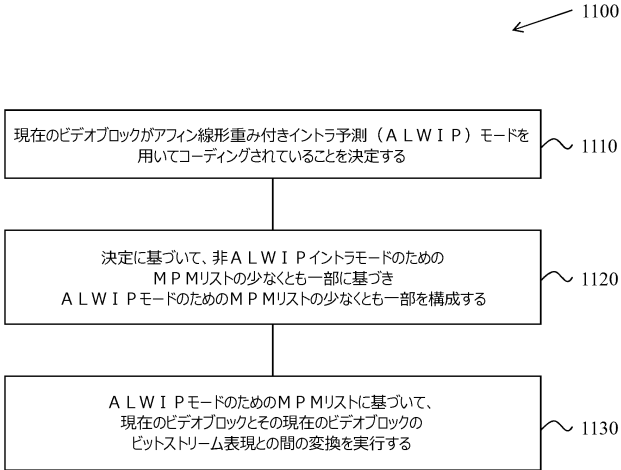 1100
現在のビデオブロックがアフィン線形重み付きイントラ予測（ＡＬＷＩＰ）モードを
用いてコーディングされていることを決定する
1110
決定に基づいて、非ＡＬＷＩＰイントラモードのための
ＭＰＭリストの少なくとも一部に基づき
ＡＬＷＩＰモードのためのＭＰＭリストの少なくとも一部を構成する
1120
ＡＬＷＩＰモードのためのＭＰＭリストに基づいて、
現在のビデオブロックとその現在のビデオブロックの
ビットストリーム表現との間の変換を実行する
1130